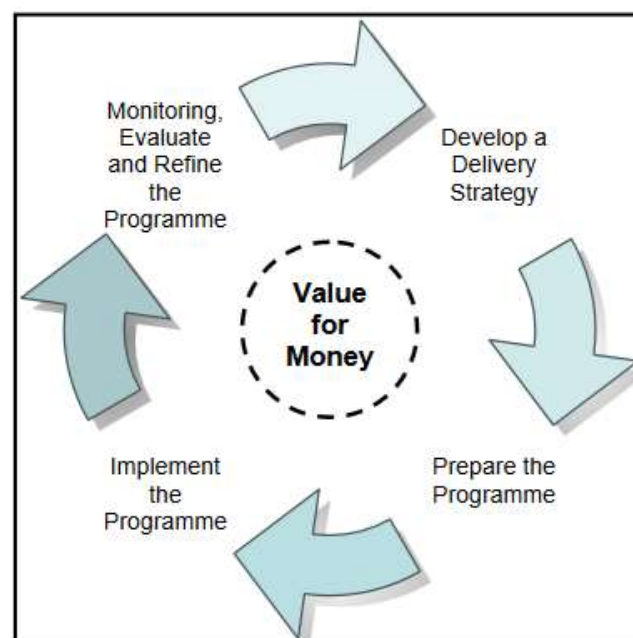 Monitoring,
Evaluate
and Refine
the
Programme
Develop a
Delivery
Strategy
Value
for
Money
Implement
the
Programme
Prepare the
Programme